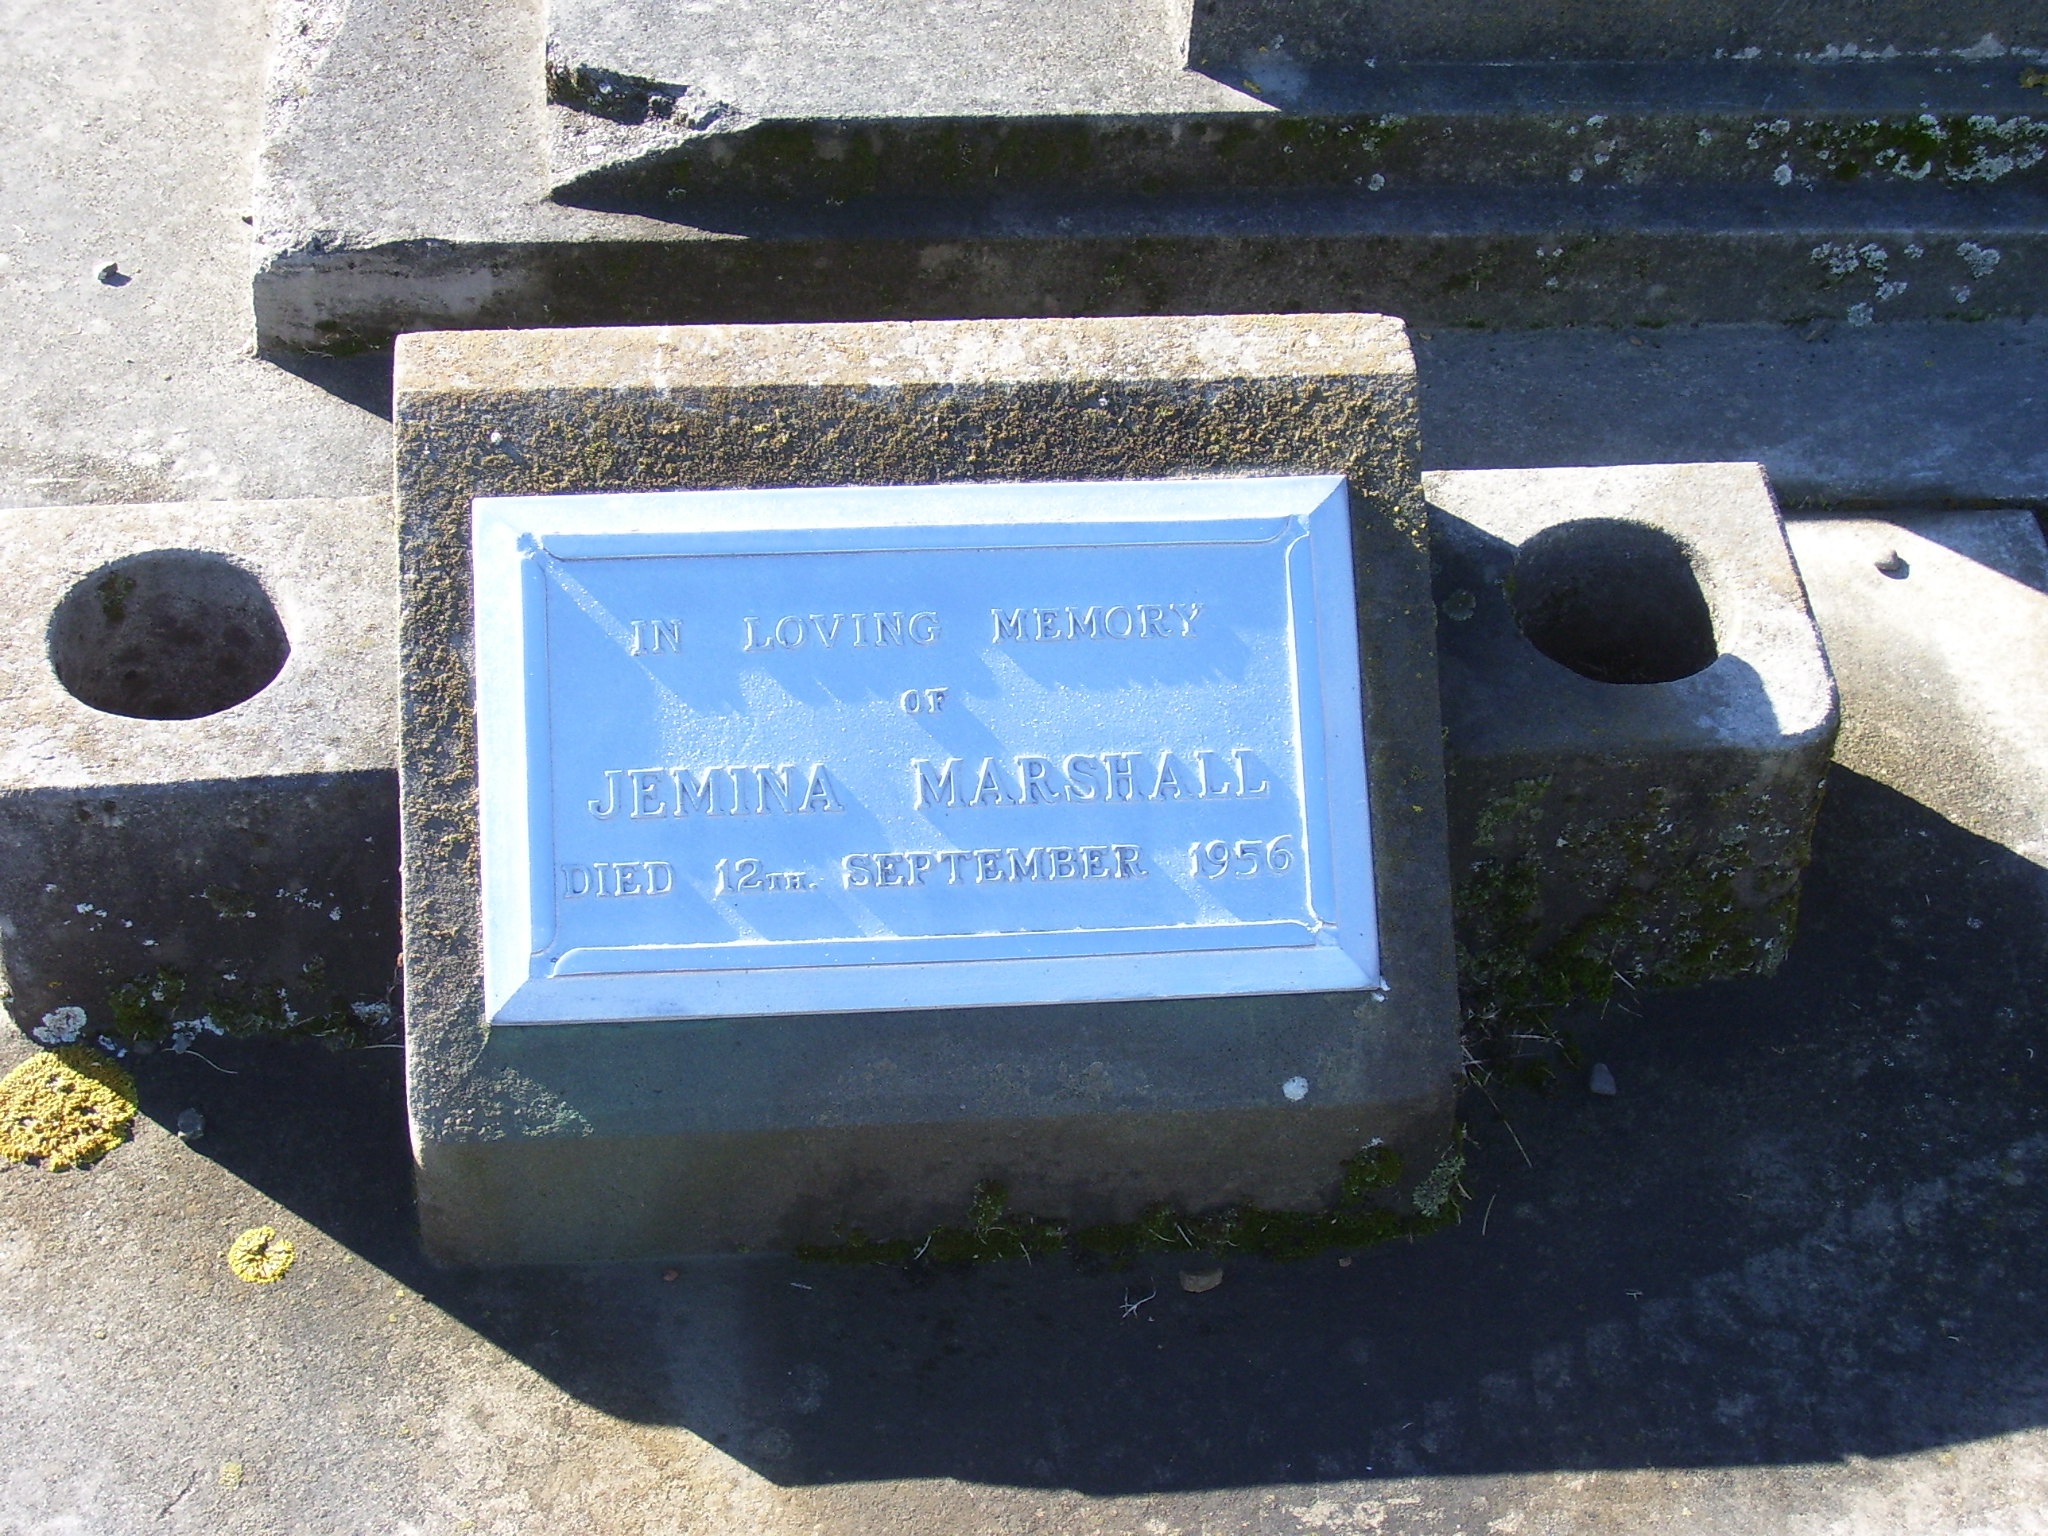 IN LOVING MEMORY
OF
JEMINA MARSHALL
DIED 12TH. SEPTEMBER 1956